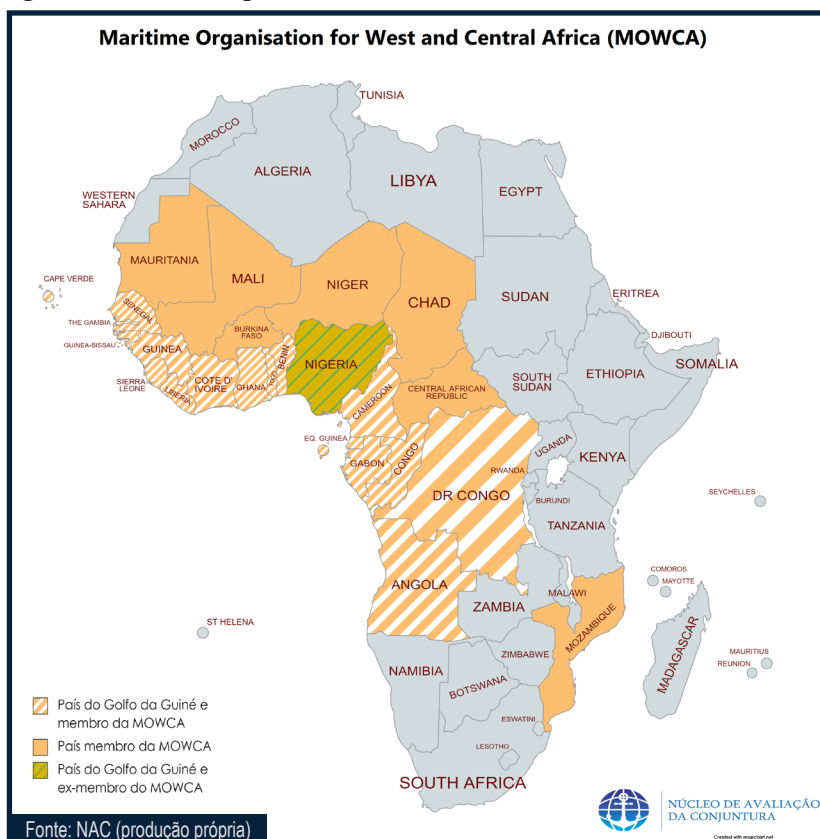 Maritime Organisation for West and Central Africa (MOWCA)
TUNISIA
MOROCCO
ALGERIA
LIBYA
EGYPT
WESTERN
SAHARA
MAURITANIA
MALI
NIGER
CHAD
SUDAN
ERITREA
CAPE VERDE
SENEGAL
THE GAMBIA
GUINEA-BISSAU
GUINEA
BURKINA
FASO
BENIN
NIGERIA
DJIBOUTI
SIERRA
LEONE
LIBERIA
COTE D'
IVOIRE
GHANA
TOGO
CAMEROON
CENTRAL AFRICAN
REPUBLIC
SOUTH
SUDAN
ETHIOPIA
SOMALIA
EQ. GUINEA
GABON
CONGO
DR CONGO
UGANDA
RWANDA
KENYA
BURUNDI
TANZANIA
SEYCHELLES
ANGOLA
ZAMBIA
MALAWI
COMOROS
MAYOTTE
MOZAMBIQUE
ST HELENA
NAMIBIA
ZIMBABWE
BOTSWANA
MADAGASCAR
MAURITIUS
REUNION
ESWATINI
LESOTHO
SOUTH AFRICA
País do Golfo da Guiné e
membro da MOWCA
País membro da MOWCA
País do Golfo da Guiné e
ex-membro do MOWCA
NÚCLEO DE AVALIAÇÃO
DA CONJUNTURA
Created with mapchart.net
Fonte: NAC (produção própria)